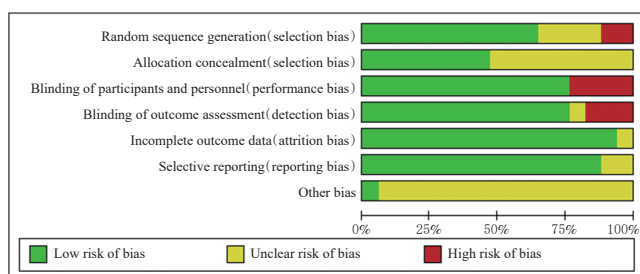 Random sequence generation(selection bias)
Allocation concealment(selection bias)
Blinding of participants and personnel(performance bias)
Blinding of outcome assessment(detection bias)
Incomplete outcome data(attrition bias)
Selective reporting(reporting bias)
Other bias
0% 25% 50% 75% 100%
Low risk of bias Unclear risk of bias High risk of bias